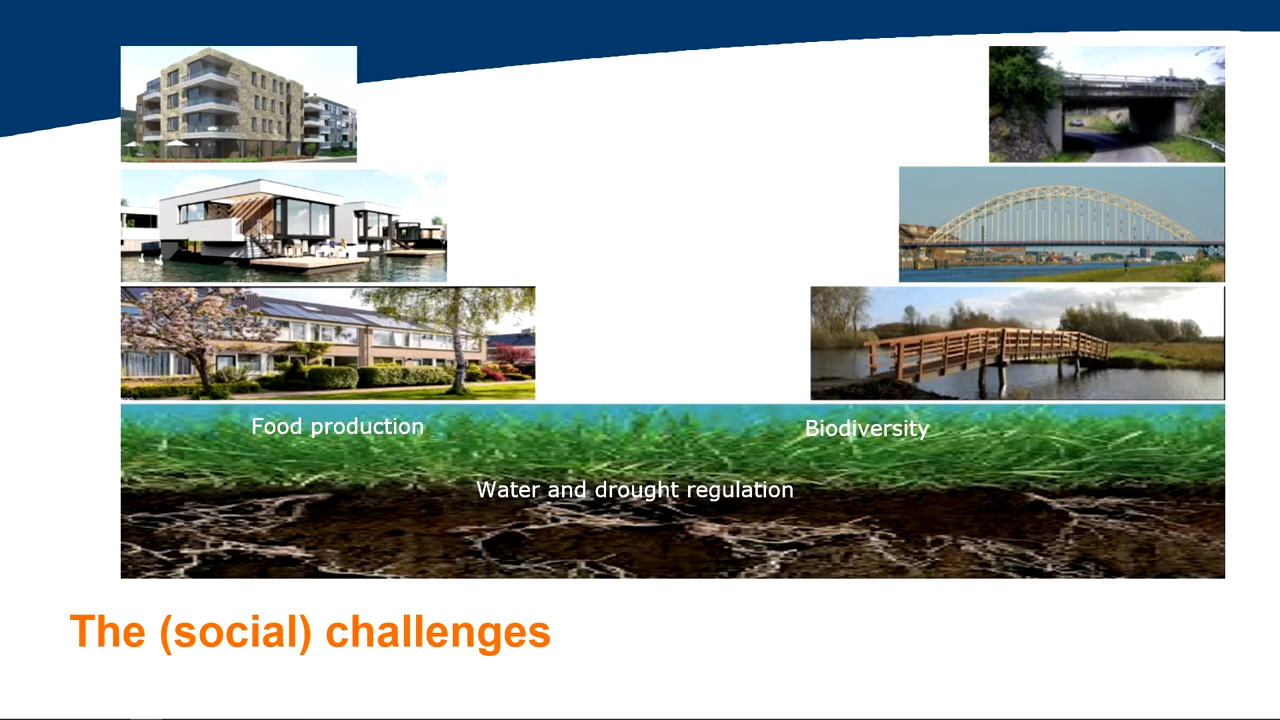 Food production
Biodiversity
Water and drought regulation
The (social) challenges